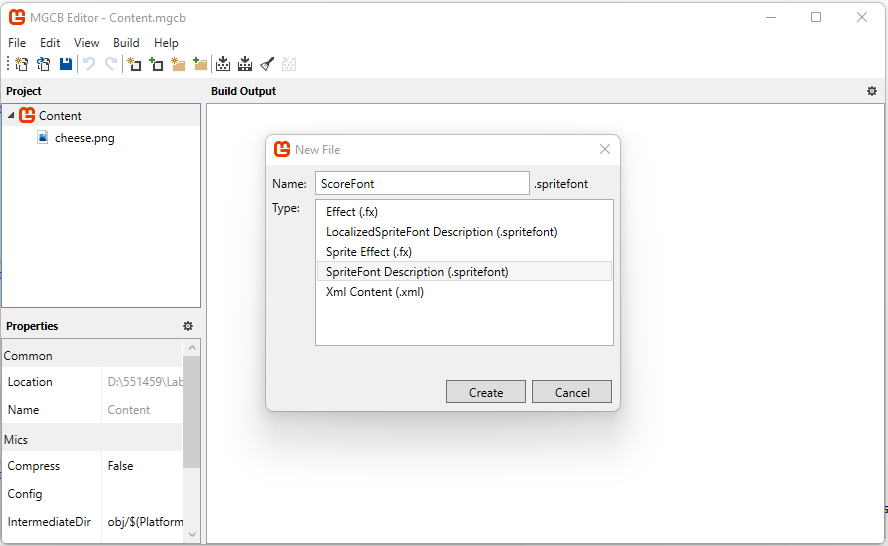 MGCB Editor - Content.mgcb
File Edit View Build Help
Project
Build Output
Content
cheese.png
New File
Name: ScoreFont .spritefont
Type:
Effect (.fx)
LocalizedSpriteFont Description (.spritefont)
Sprite Effect (.fx)
SpriteFont Description (.spritefont)
Xml Content (.xml)
Create Cancel
Properties
Common
Location D:\551459\Lab
Name Content
Mics
Compress False
Config
IntermediateDir obj/$(Platform